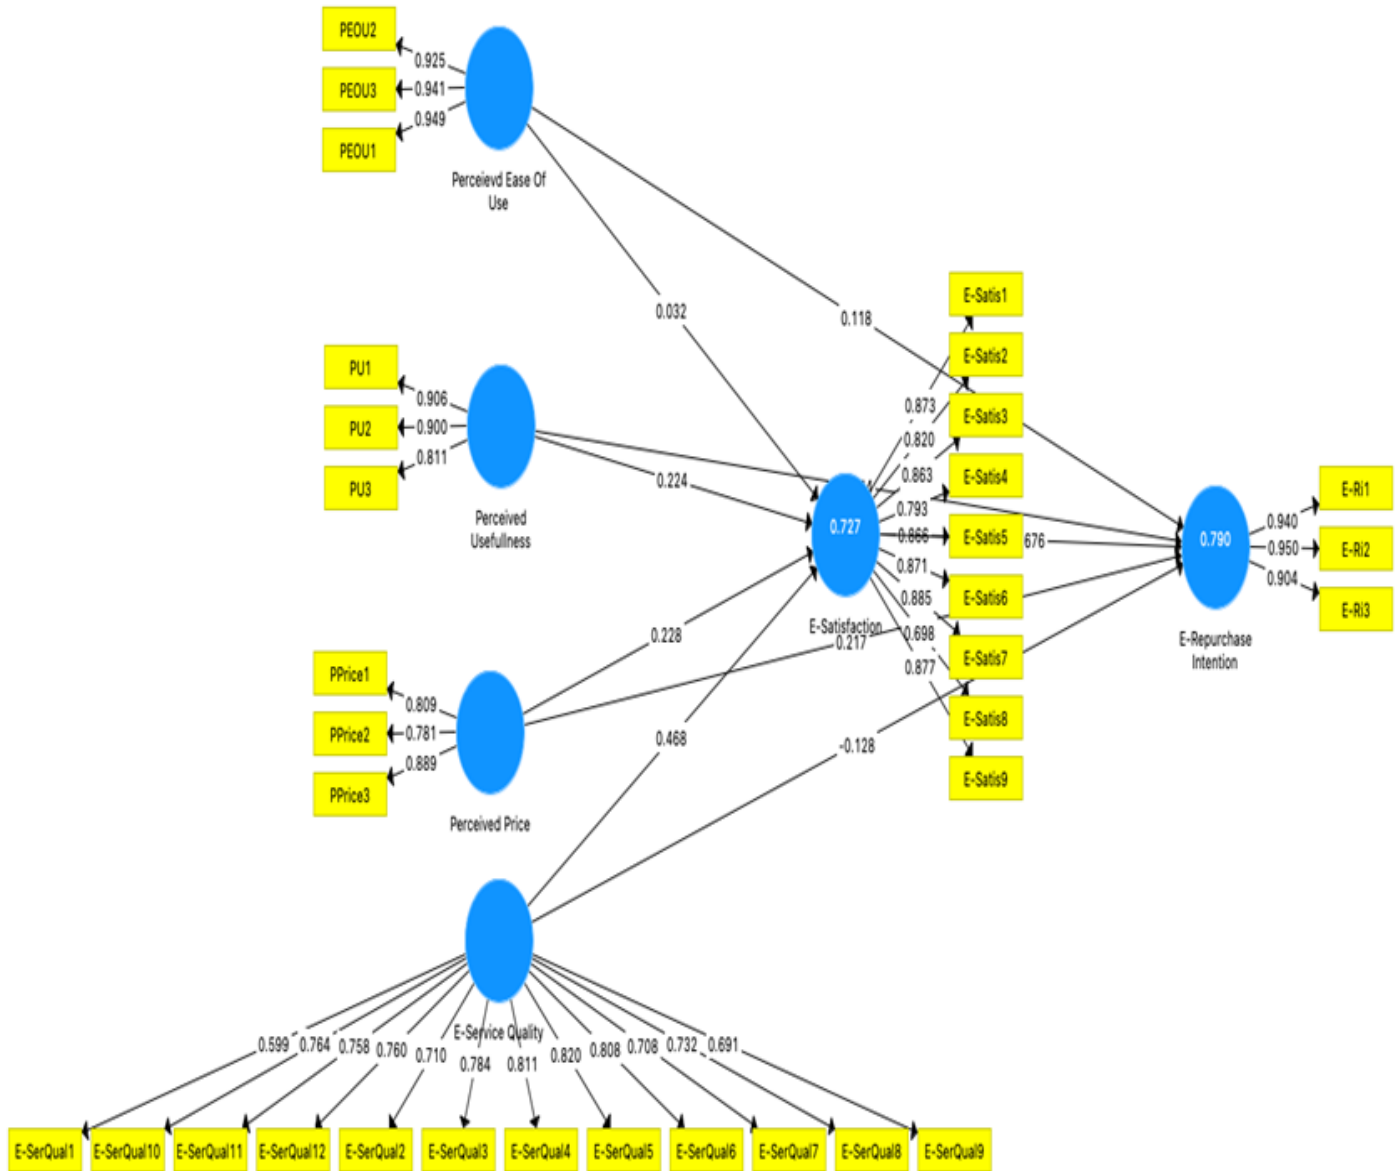 PEOU2
0.925
PEOU3
0.941
0.949
PEOU1
Perceievd Ease Of
Use
0.032
0.118
PU1
0.906
PU2
0.900
0.811
PU3
Perceived
Usefullness
0.224
E-Satis1
E-Satis2
E-Satis3
E-Satis4
E-Satis5
E-Satis6
E-Satis7
E-Satis8
E-Satis9
0.873
0.820
0.863
0.793
0.866
0.871
0.885
0.698
0.877
0.727
E-Satisfaction
676
0.790
E-Repurchase
Intention
E-Ri1
0.940
E-Ri2
0.950
0.904
E-Ri3
PPrice1
0.809
PPrice2
0.781
0.889
PPrice3
Perceived Price
0.228
0.217
0.468
-0.128
E-Service Quality
0.599
0.764
0.758
0.760
0.710
0.784
0.811
0.820
0.808
0.708
0.732
0.691
E-SerQual1
E-SerQual10
E-SerQual11
E-SerQual12
E-SerQual2
E-SerQual3
E-SerQual4
E-SerQual5
E-SerQual6
E-SerQual7
E-SerQual8
E-SerQual9